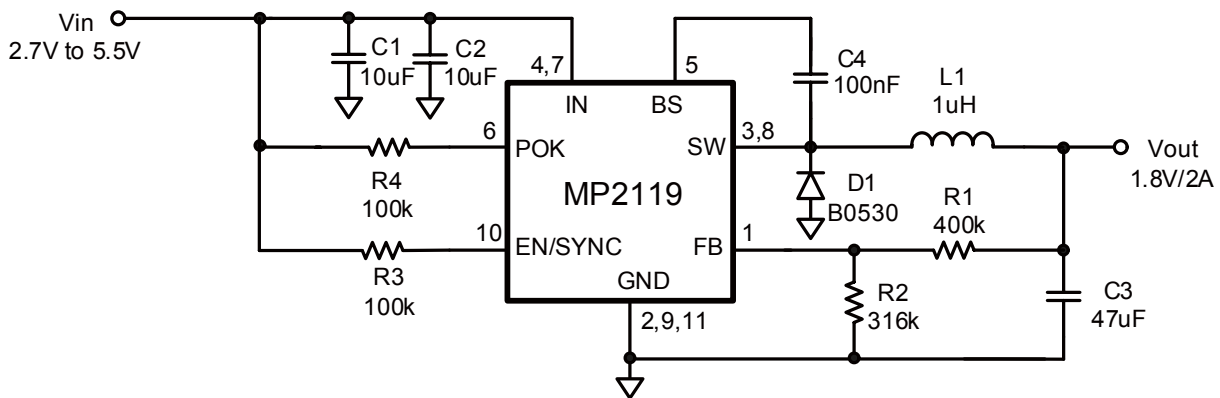 Vin
2.7V to 5.5V
C1
10uF
C2
10uF
4,7
5
C4
100nF
L1
1uH
IN
BS
6
POK
SW
3,8
R4
100k
MP2119
D1
B0530
Vout
1.8V/2A
R1
400k
10
EN/SYNC
FB
1
R3
100k
GND
2,9,11
R2
316k
C3
47uF